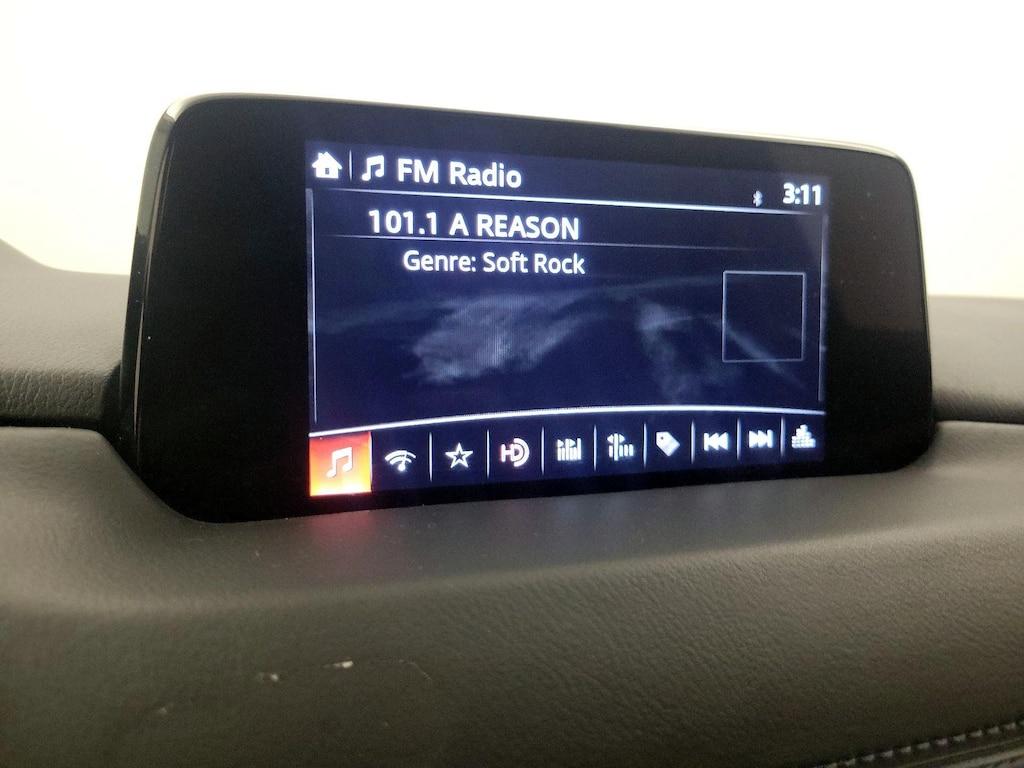 FM Radio
3:11
101.1 A REASON
Genre: Soft Rock
HD